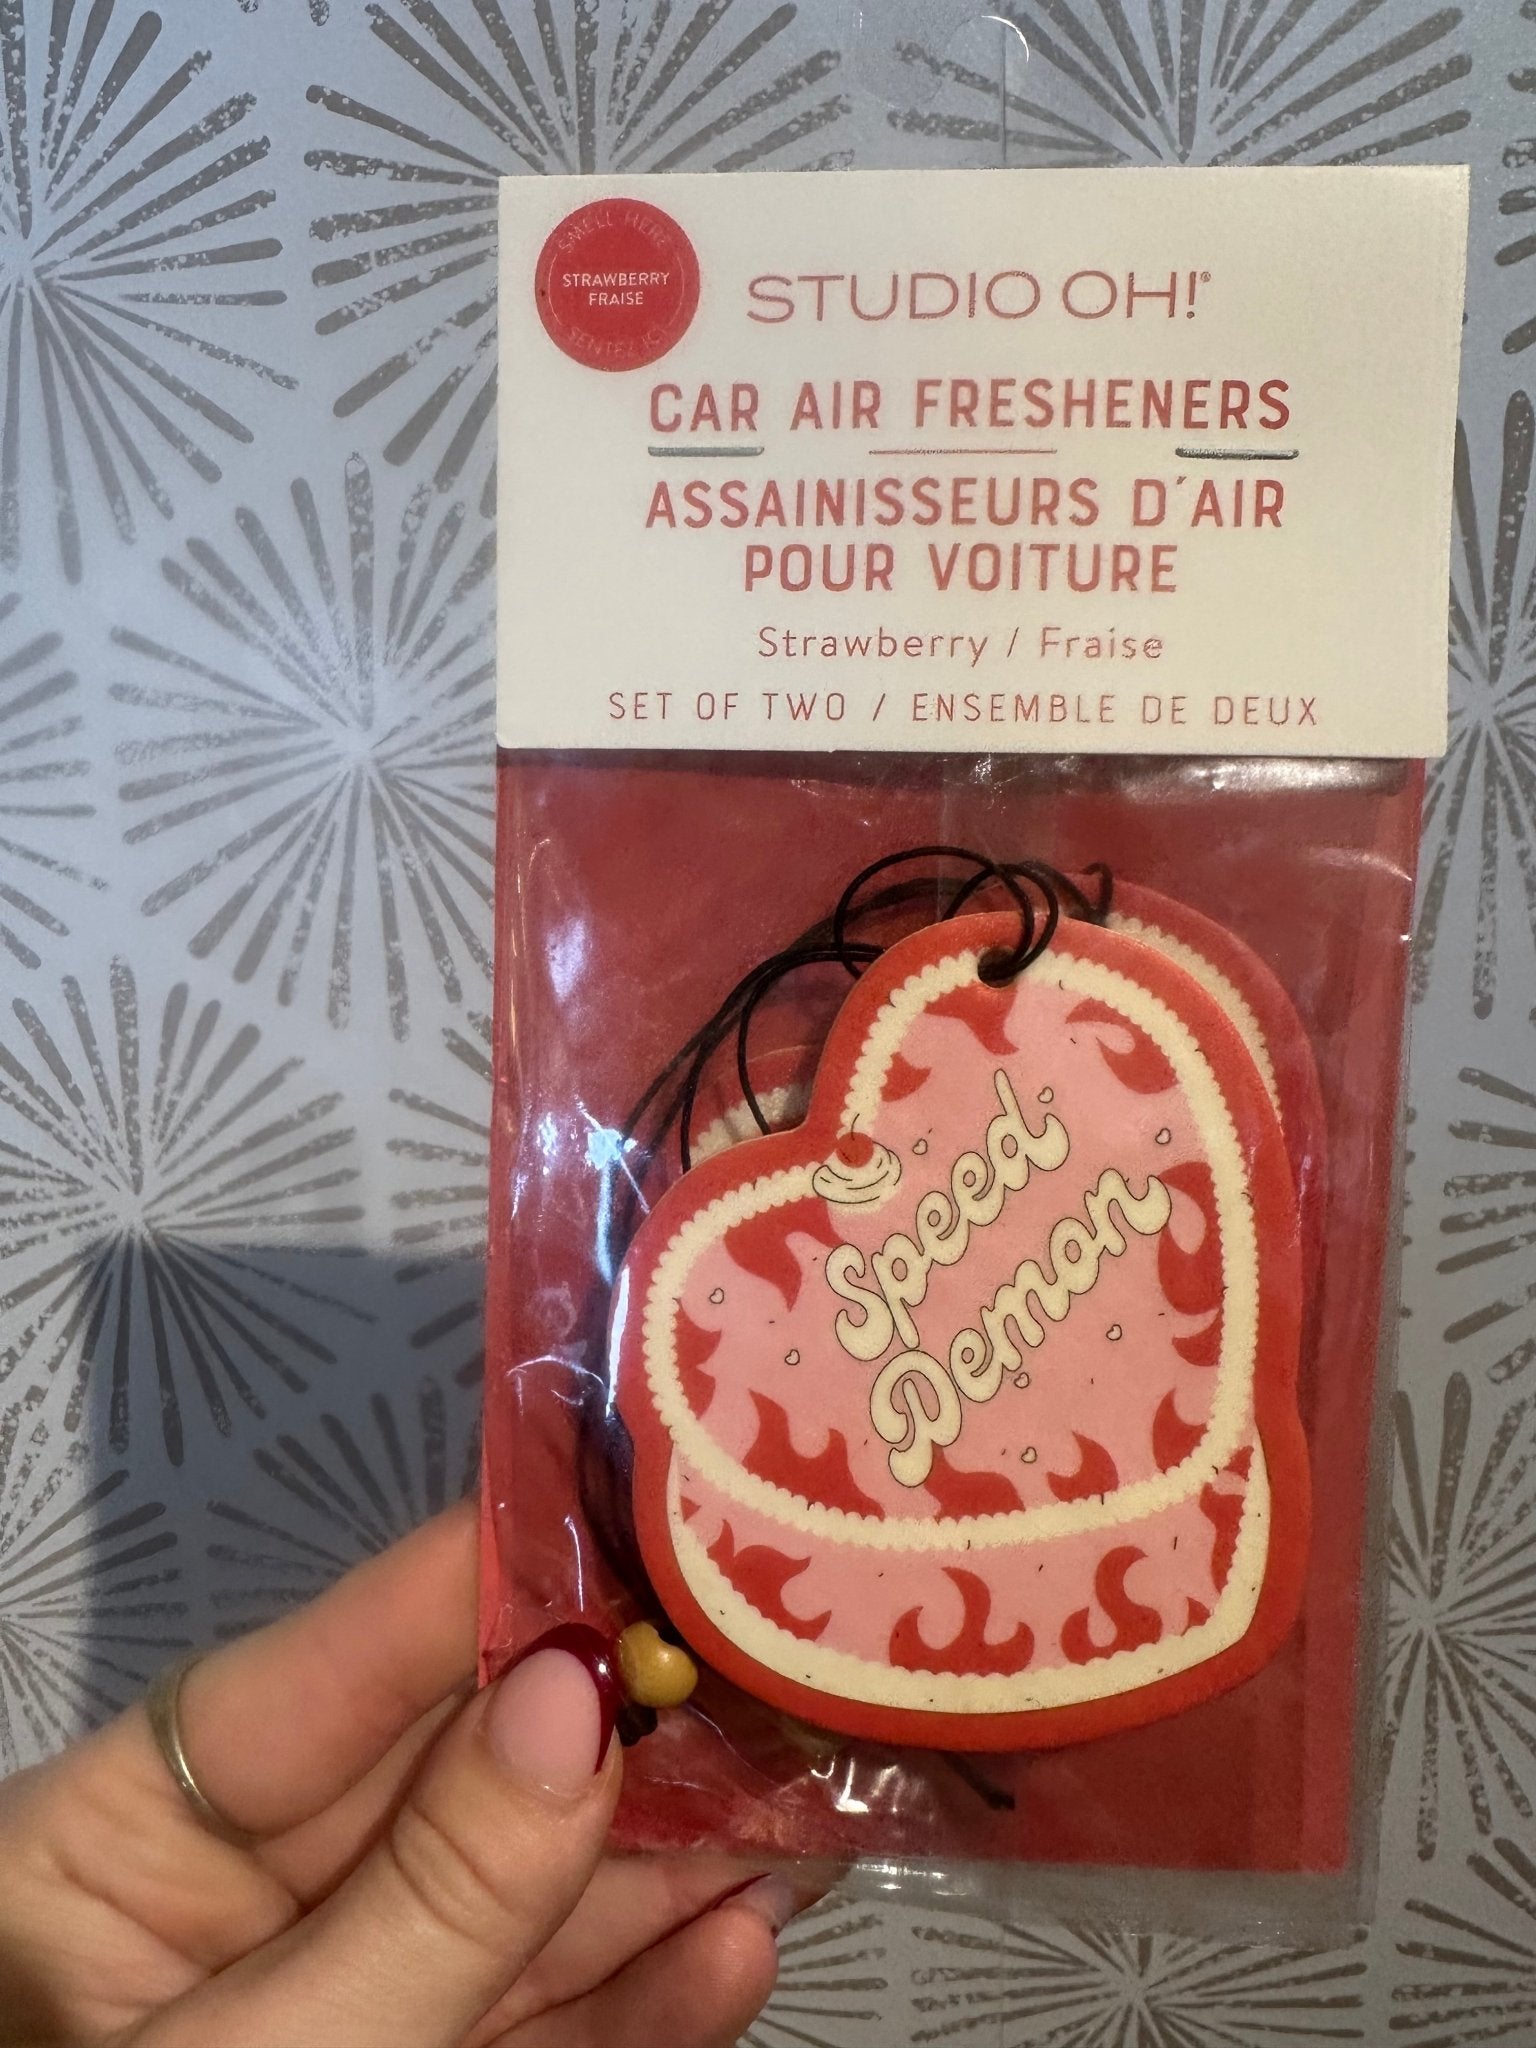 SMELL HERE
STRAWBERRY
FRAISE
SENTEZ ICI
STUDIO OH!®
CAR AIR FRESHENERS
ASSAINISSEURS D'AIR
POUR VOITURE
Strawberry / Fraise
SET OF TWO / ENSEMBLE DE DEUX
Speed
Demon